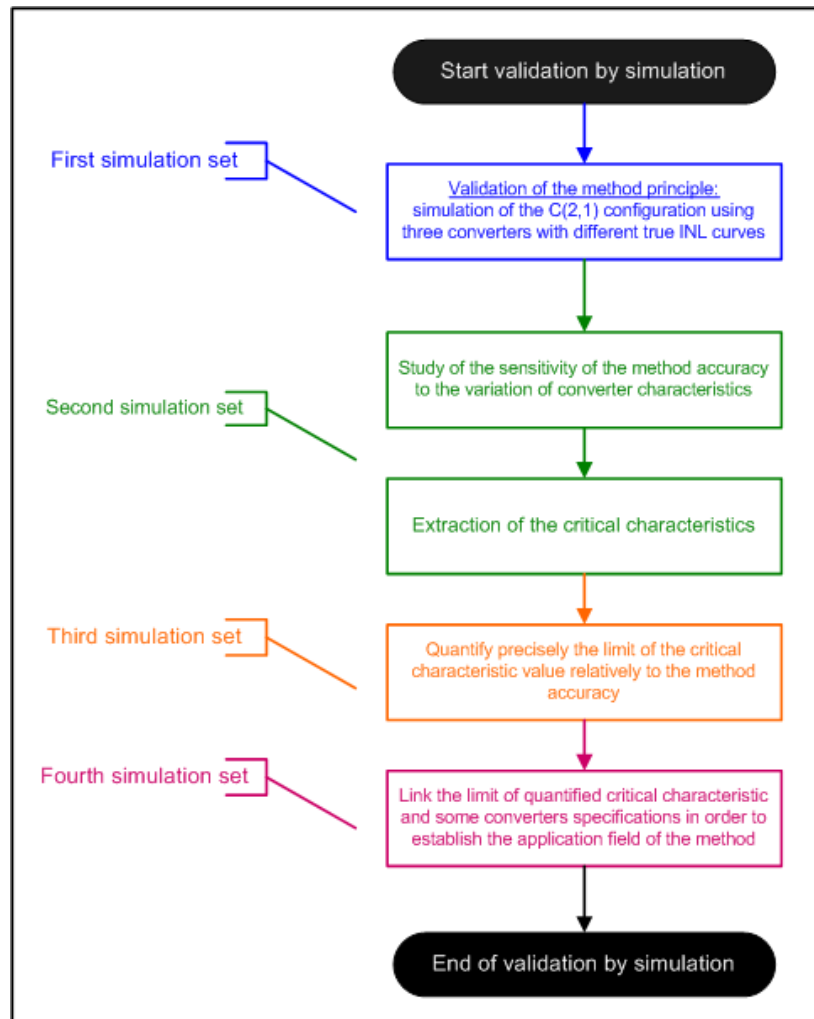 Start validation by simulation
First simulation set
Validation of the method principle:
simulation of the C(2,1) configuration using
three converters with different true INL curves
Second simulation set
Study of the sensitivity of the method accuracy
to the variation of converter characteristics
Extraction of the critical characteristics
Third simulation set
Quantify precisely the limit of the critical
characteristic value relatively to the method
accuracy
Fourth simulation set
Link the limit of quantified critical characteristic
and some converters specifications in order to
establish the application field of the method
End of validation by simulation